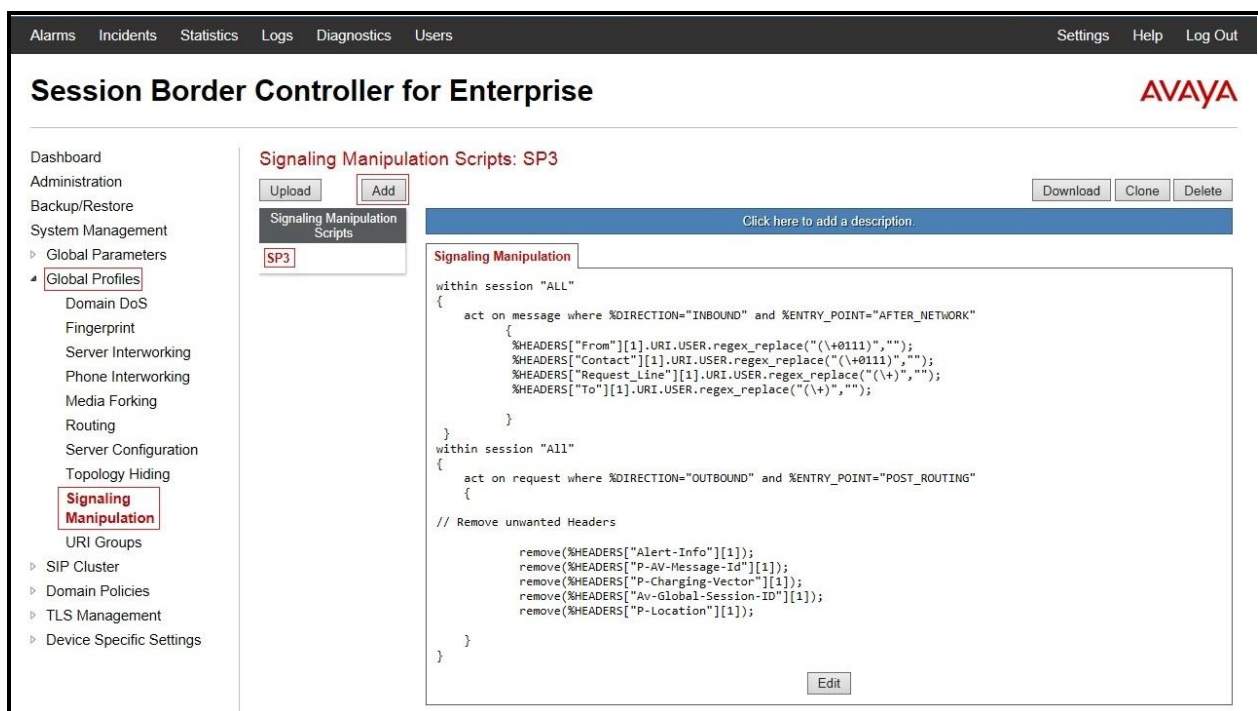 Alarms Incidents Statistics Logs Diagnostics Users Settings Help Log Out
Session Border Controller for Enterprise
AVAYA
Dashboard
Administration
Backup/Restore
System Management
Global Parameters
Global Profiles
Domain DoS
Fingerprint
Server Interworking
Phone Interworking
Media Forking
Routing
Server Configuration
Topology Hiding
Signaling
Manipulation
URI Groups
SIP Cluster
Domain Policies
TLS Management
Device Specific Settings
Signaling Manipulation Scripts: SP3
Upload Add Download Clone Delete
Signaling Manipulation
Scripts
SP3
Click here to add a description.
Signaling Manipulation
within session "ALL"
{
act on message where %DIRECTION="INBOUND" and %ENTRY_POINT="AFTER_NETWORK"
{
%HEADERS["From"][1].URI.USER.regex_replace("(\+0111)","");
%HEADERS["Contact"][1].URI.USER.regex_replace("(\+0111)","");
%HEADERS["Request_Line"][1].URI.USER.regex_replace("(\+)","");
%HEADERS["To"][1].URI.USER.regex_replace("(\+)","");
}
}
within session "All"
{
act on request where %DIRECTION="OUTBOUND" and %ENTRY_POINT="POST_ROUTING"
{
// Remove unwanted Headers
remove(%HEADERS["Alert-Info"][1]);
remove(%HEADERS["P-AV-Message-Id"][1]);
remove(%HEADERS["P-Charging-Vector"][1]);
remove(%HEADERS["Av-Global-Session-ID"][1]);
remove(%HEADERS["P-Location"][1]);
}
}
Edit